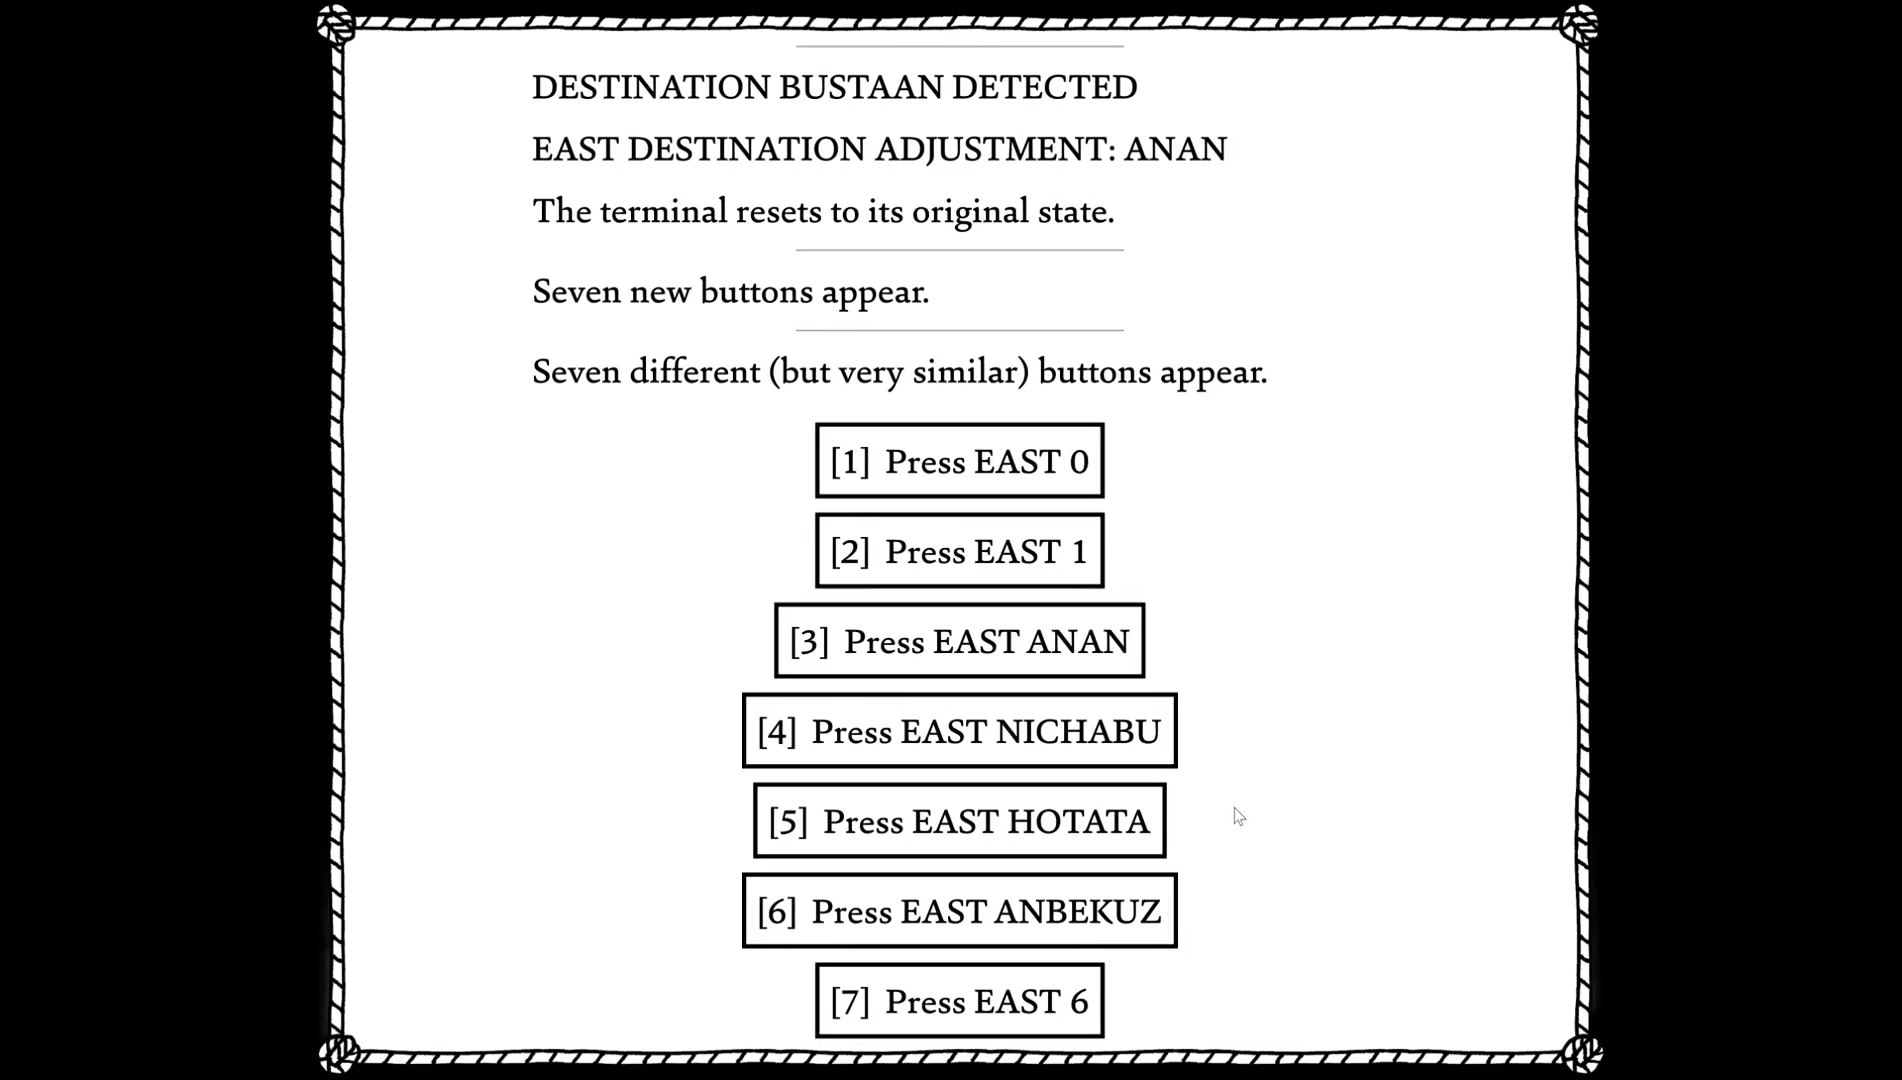 DESTINATION BUSTAAN DETECTED
EAST DESTINATION ADJUSTMENT: ANAN
The terminal resets to its original state.
Seven new buttons appear.
Seven different (but very similar) buttons appear.
[1] Press EAST 0
[2] Press EAST 1
[3] Press EAST ANAN
[4] Press EAST NICHABU
[5] Press EAST HOTATA
[6] Press EAST ANBEKUZ
[7] Press EAST 6